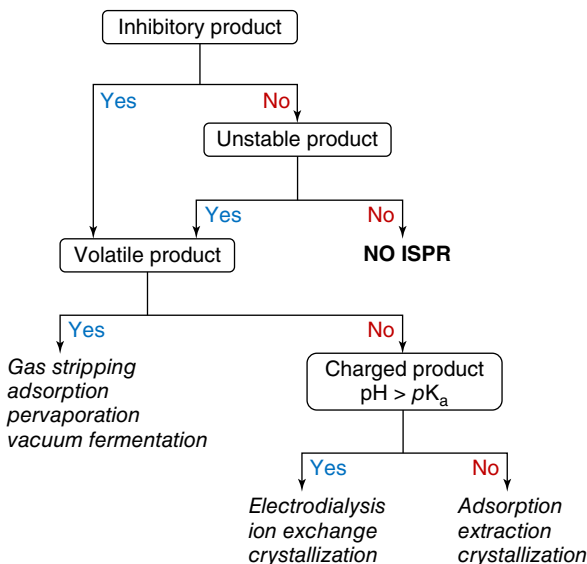 Inhibitory product
Yes
No
Unstable product
Yes
No
Volatile product
NO ISPR
Yes
No
Gas stripping
adsorption
pervaporation
vacuum fermentation
Charged product
pH > pKₐ
Yes
No
Electrodialysis
ion exchange
crystallization
Adsorption
extraction
crystallization